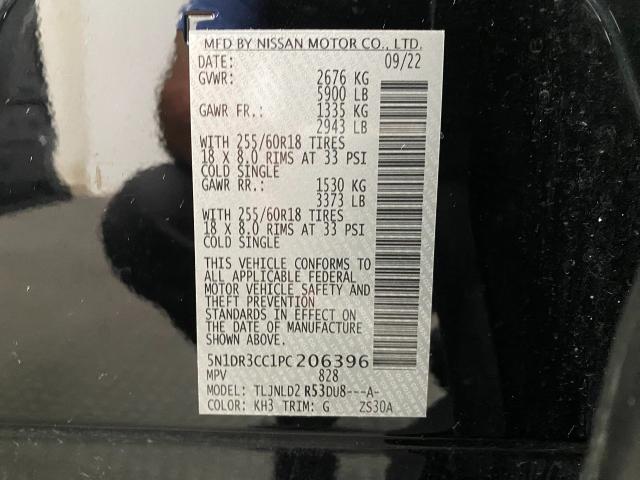 MFD BY NISSAN MOTOR CO., LTD.
DATE: 09/22
GVWR: 2676 KG
5900 LB
GAWR FR.: 1335 KG
2943 LB
WITH 255/60R18 TIRES
18 X 8.0 RIMS AT 33 PSI
COLD SINGLE
GAWR RR.: 1530 KG
3373 LB
WITH 255/60R18 TIRES
18 X 8.0 RIMS AT 33 PSI
COLD SINGLE
THIS VEHICLE CONFORMS TO
ALL APPLICABLE FEDERAL
MOTOR VEHICLE SAFETY AND
THEFT PREVENTION
STANDARDS IN EFFECT ON
THE DATE OF MANUFACTURE
SHOWN ABOVE.
5N1DR3CC1PC206396
MPV 828
MODEL: TLJNLD2 R53DU8---A-
COLOR: KH3 TRIM: G ZS30A